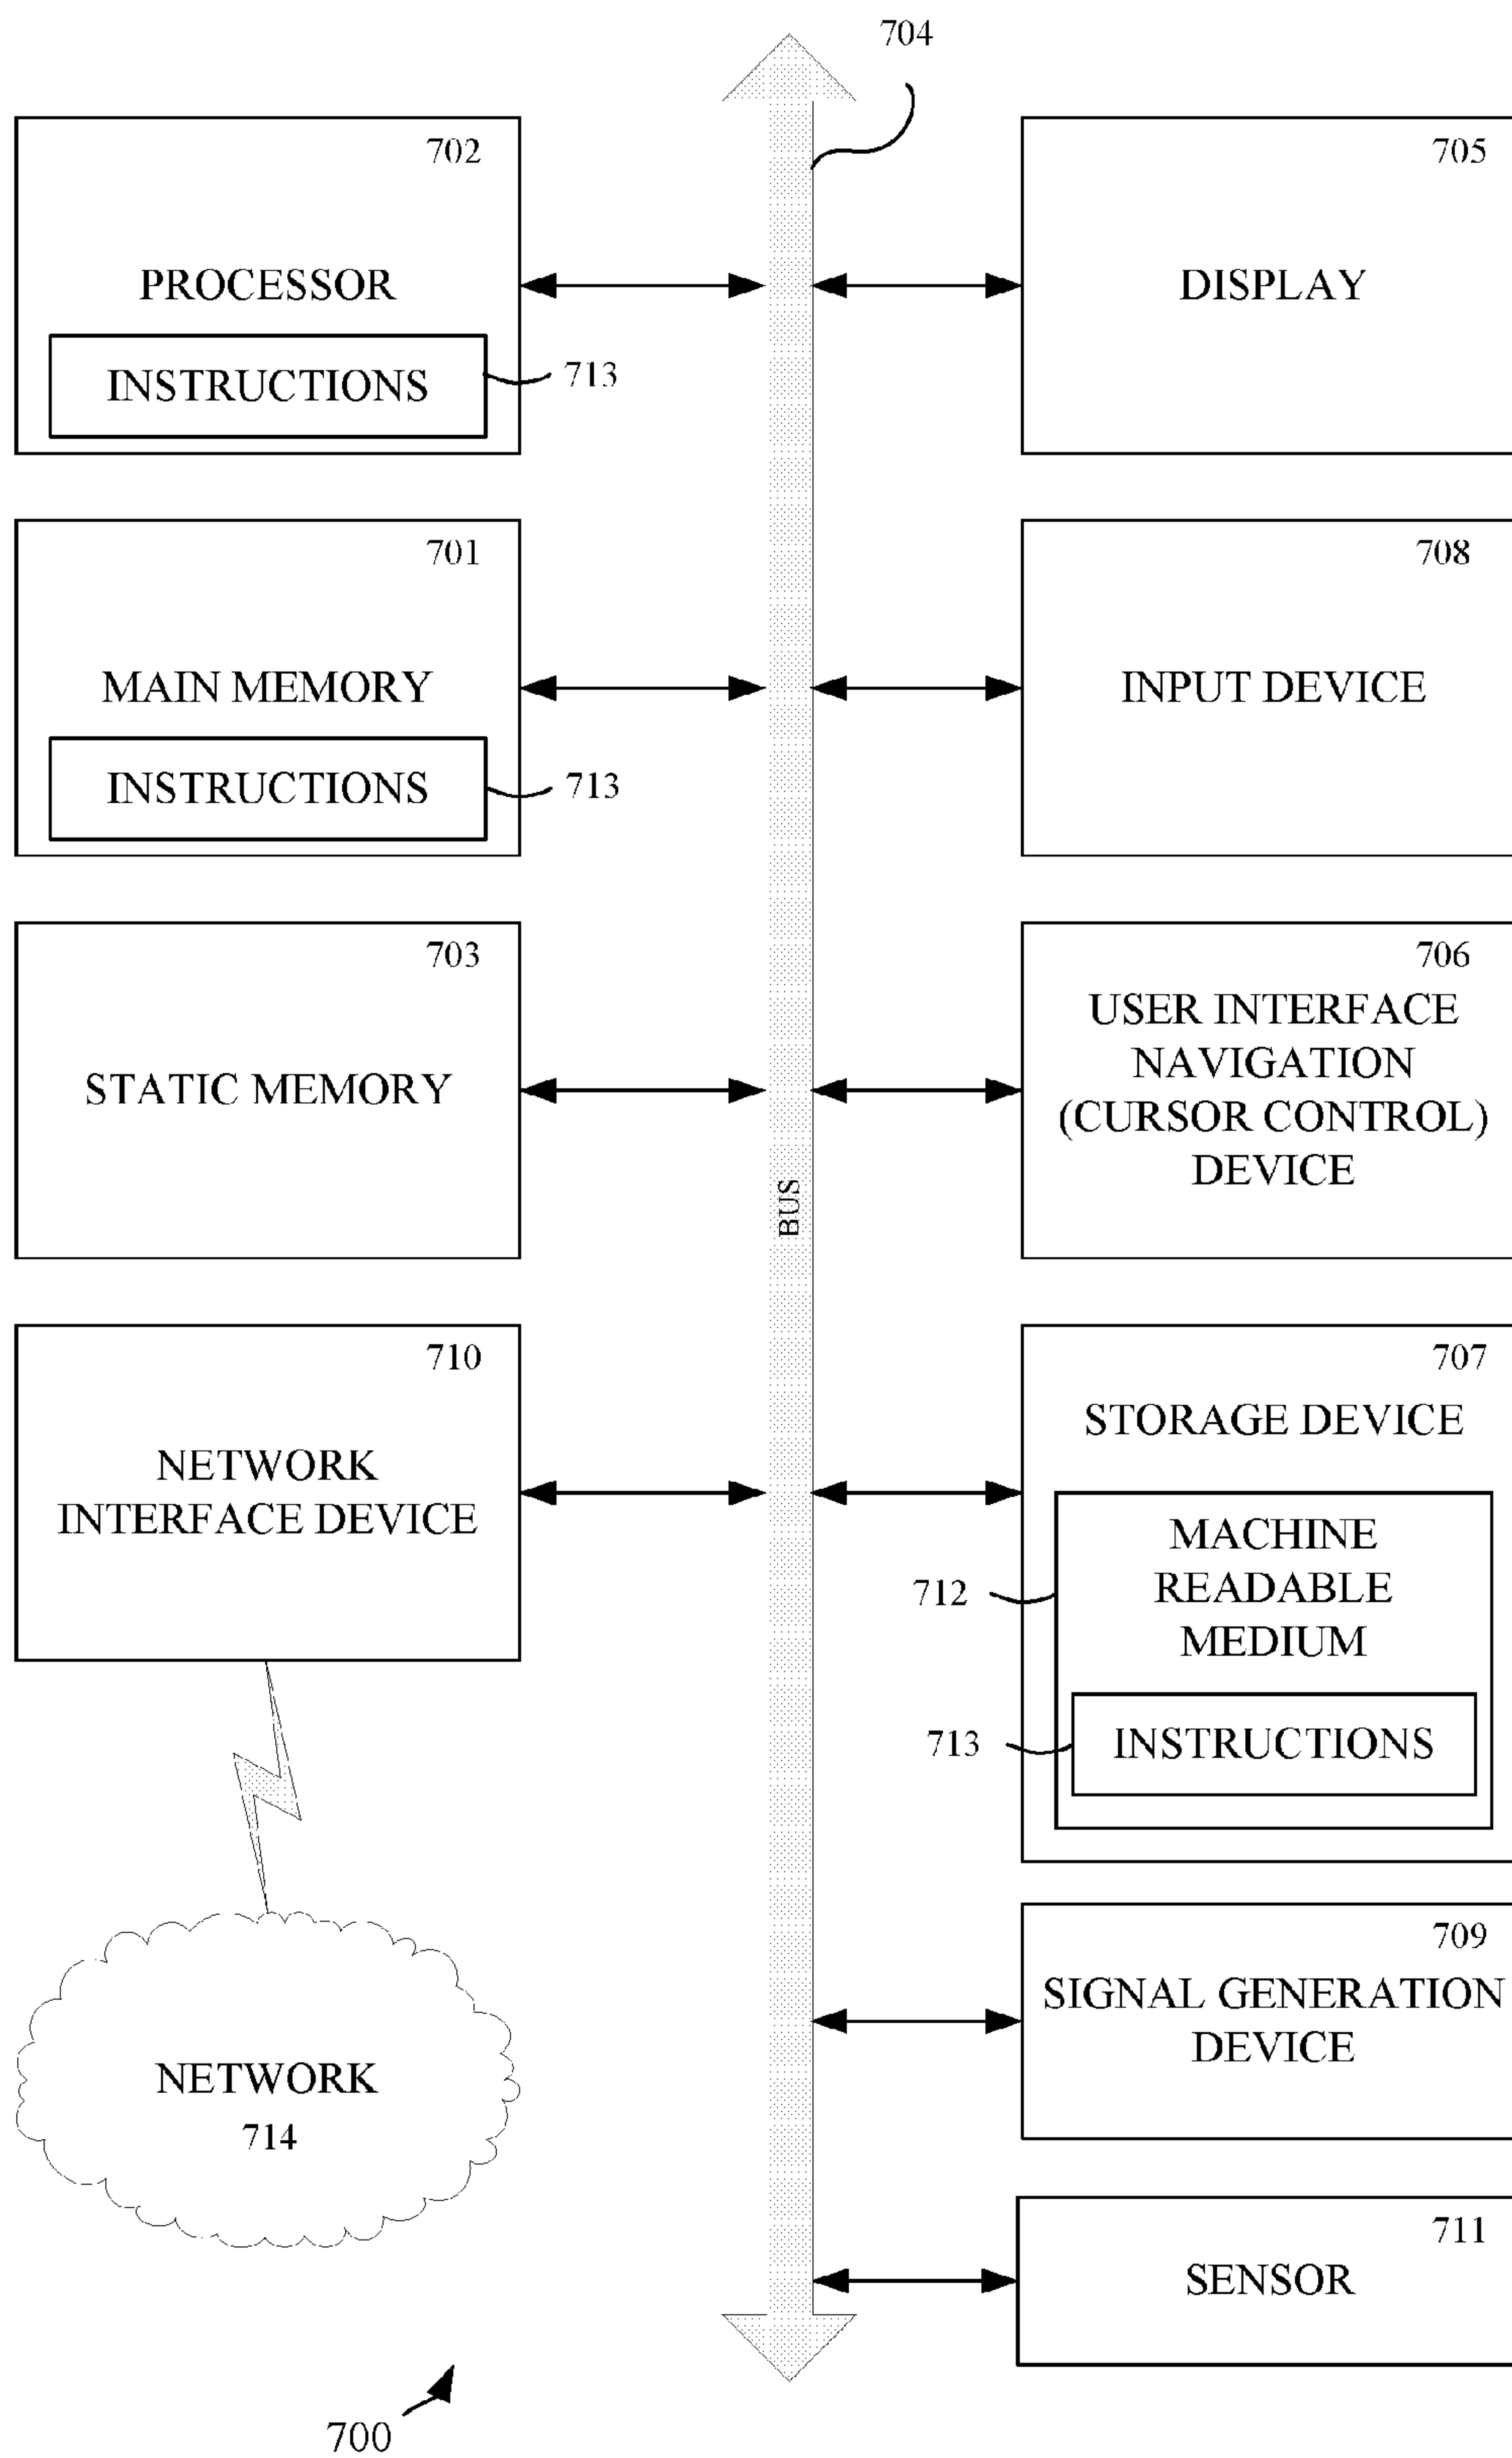 704
702
PROCESSOR
INSTRUCTIONS
713
705
DISPLAY
701
MAIN MEMORY
INSTRUCTIONS
713
708
INPUT DEVICE
703
STATIC MEMORY
706
USER INTERFACE
NAVIGATION
(CURSOR CONTROL)
DEVICE
BUS
710
NETWORK
INTERFACE DEVICE
707
STORAGE DEVICE
712
MACHINE
READABLE
MEDIUM
713
INSTRUCTIONS
NETWORK
714
709
SIGNAL GENERATION
DEVICE
711
SENSOR
700